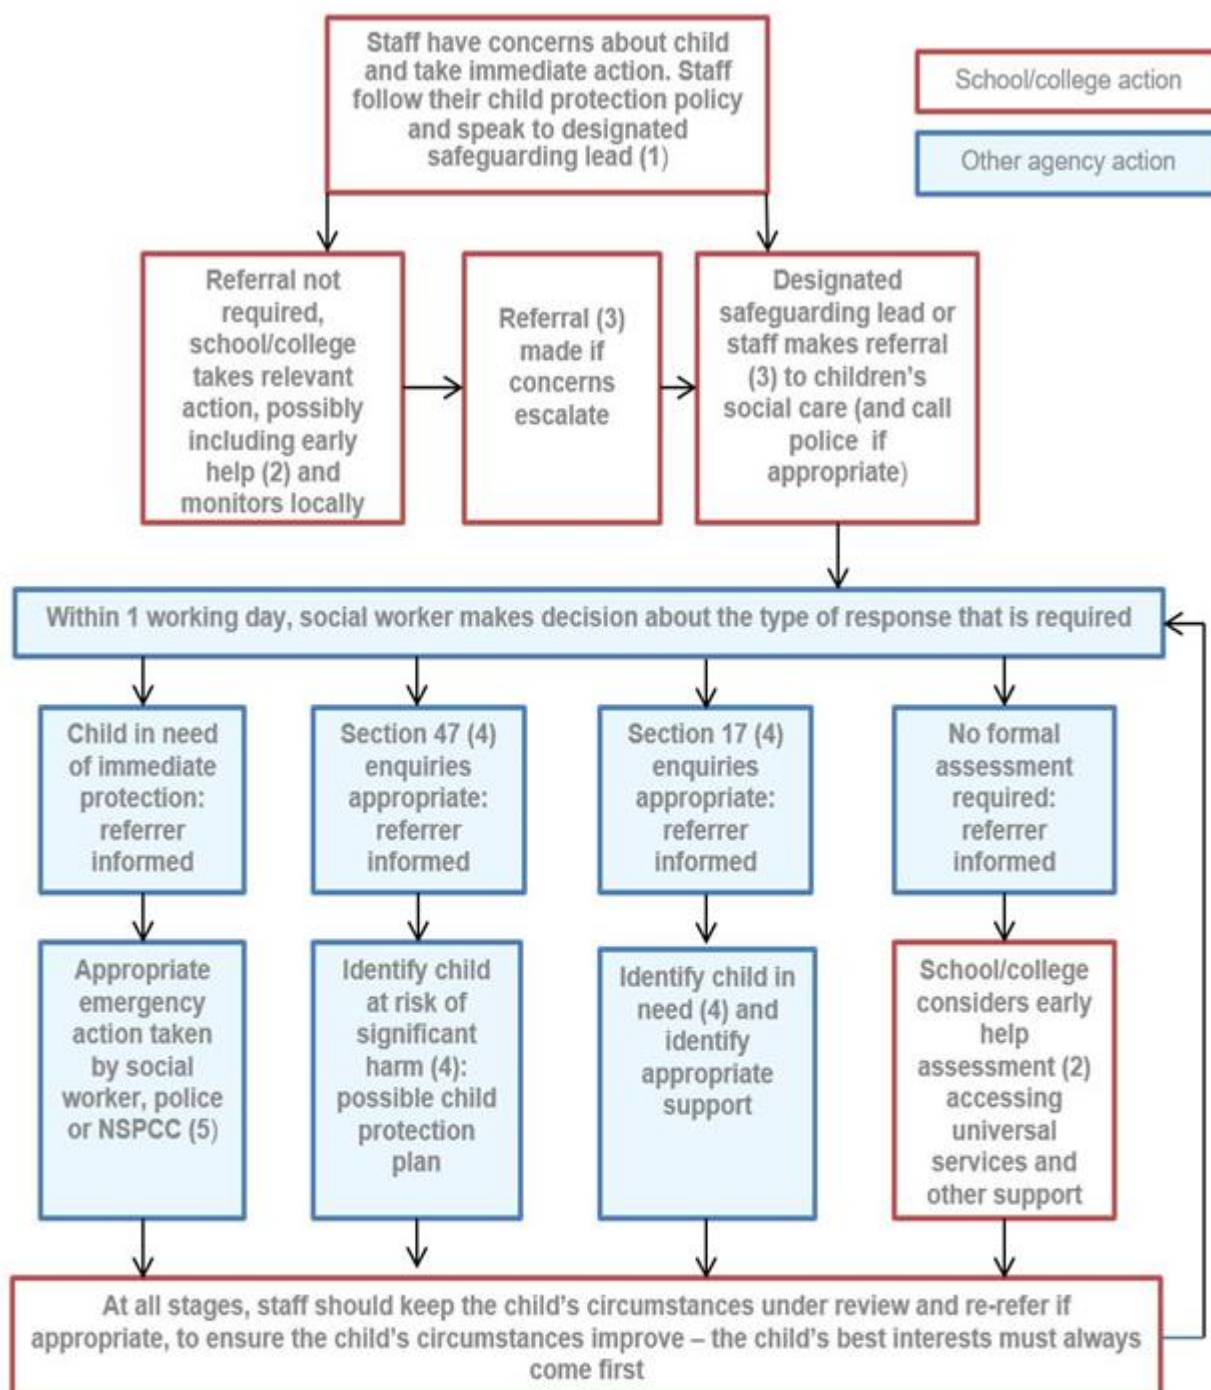 Staff have concerns about child
and take immediate action. Staff
follow their child protection policy
and speak to designated
safeguarding lead (1)
School/college action
Other agency action
Referral not
required,
school/college
takes relevant
action, possibly
including early
help (2) and
monitors locally
Referral (3)
made if
concerns
escalate
Designated
safeguarding lead or
staff makes referral
(3) to children’s
social care (and call
police if
appropriate)
Within 1 working day, social worker makes decision about the type of response that is required
Child in need
of immediate
protection:
referrer
informed
Section 47 (4)
enquiries
appropriate:
referrer
informed
Section 17 (4)
enquiries
appropriate:
referrer
informed
No formal
assessment
required:
referrer
informed
Appropriate
emergency
action taken
by social
worker, police
or NSPCC (5)
Identify child
at risk of
significant
harm (4):
possible child
protection
plan
Identify child in
need (4) and
identify
appropriate
support
School/college
considers early
help
assessment (2)
accessing
universal
services and
other support
At all stages, staff should keep the child’s circumstances under review and re-refer if
appropriate, to ensure the child’s circumstances improve – the child’s best interests must always
come first